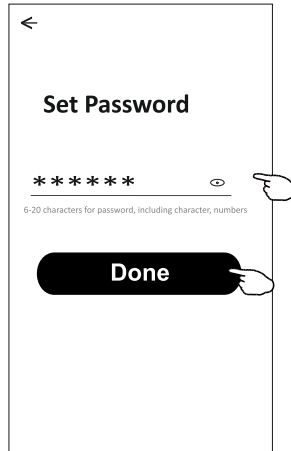 Set Password
******
6-20 characters for password, including character, numbers
Done